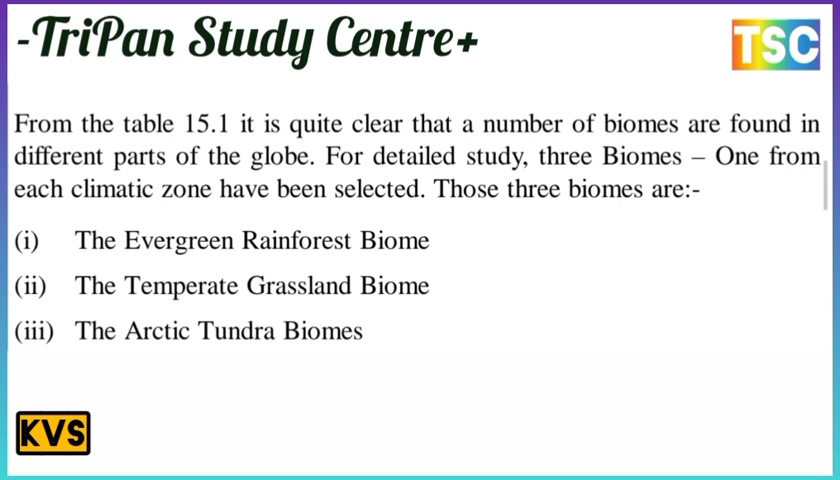 -TriPan Study Centre+
TSC
From the table 15.1 it is quite clear that a number of biomes are found in
different parts of the globe. For detailed study, three Biomes – One from
each climatic zone have been selected. Those three biomes are:-
(i) The Evergreen Rainforest Biome
(ii) The Temperate Grassland Biome
(iii) The Arctic Tundra Biomes
KVS